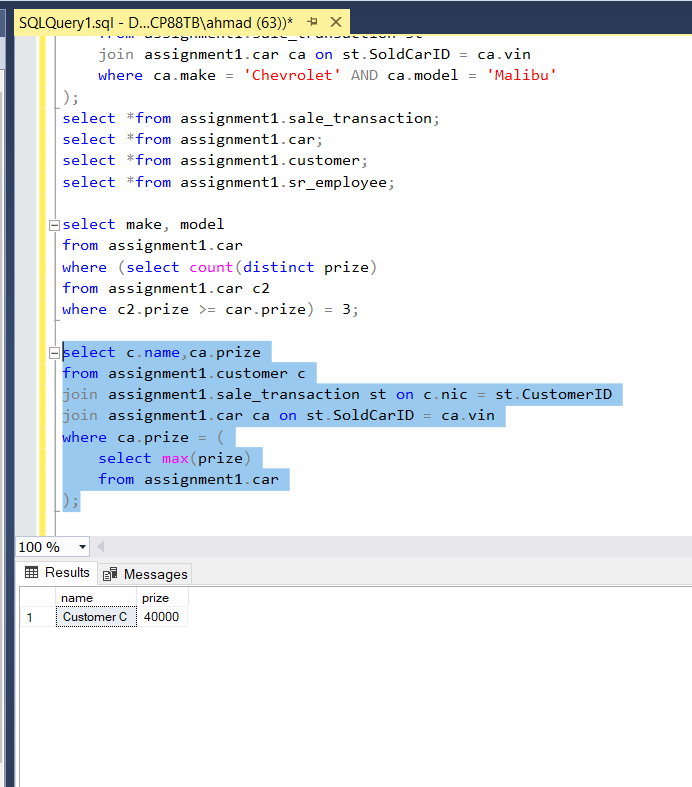 SQLQuery1.sql - D...CP88TB\ahmad (63))*
from assignment1.sale_transaction st
join assignment1.car ca on st.SoldCarID = ca.vin
where ca.make = 'Chevrolet' AND ca.model = 'Malibu'
);
select *from assignment1.sale_transaction;
select *from assignment1.car;
select *from assignment1.customer;
select *from assignment1.sr_employee;
select make, model
from assignment1.car
where (select count(distinct prize)
from assignment1.car c2
where c2.prize >= car.prize) = 3;
select c.name,ca.prize
from assignment1.customer c
join assignment1.sale_transaction st on c.nic = st.CustomerID
join assignment1.car ca on st.SoldCarID = ca.vin
where ca.prize = (
select max(prize)
from assignment1.car
);
100 %
Results Messages
name prize
1 Customer C 40000